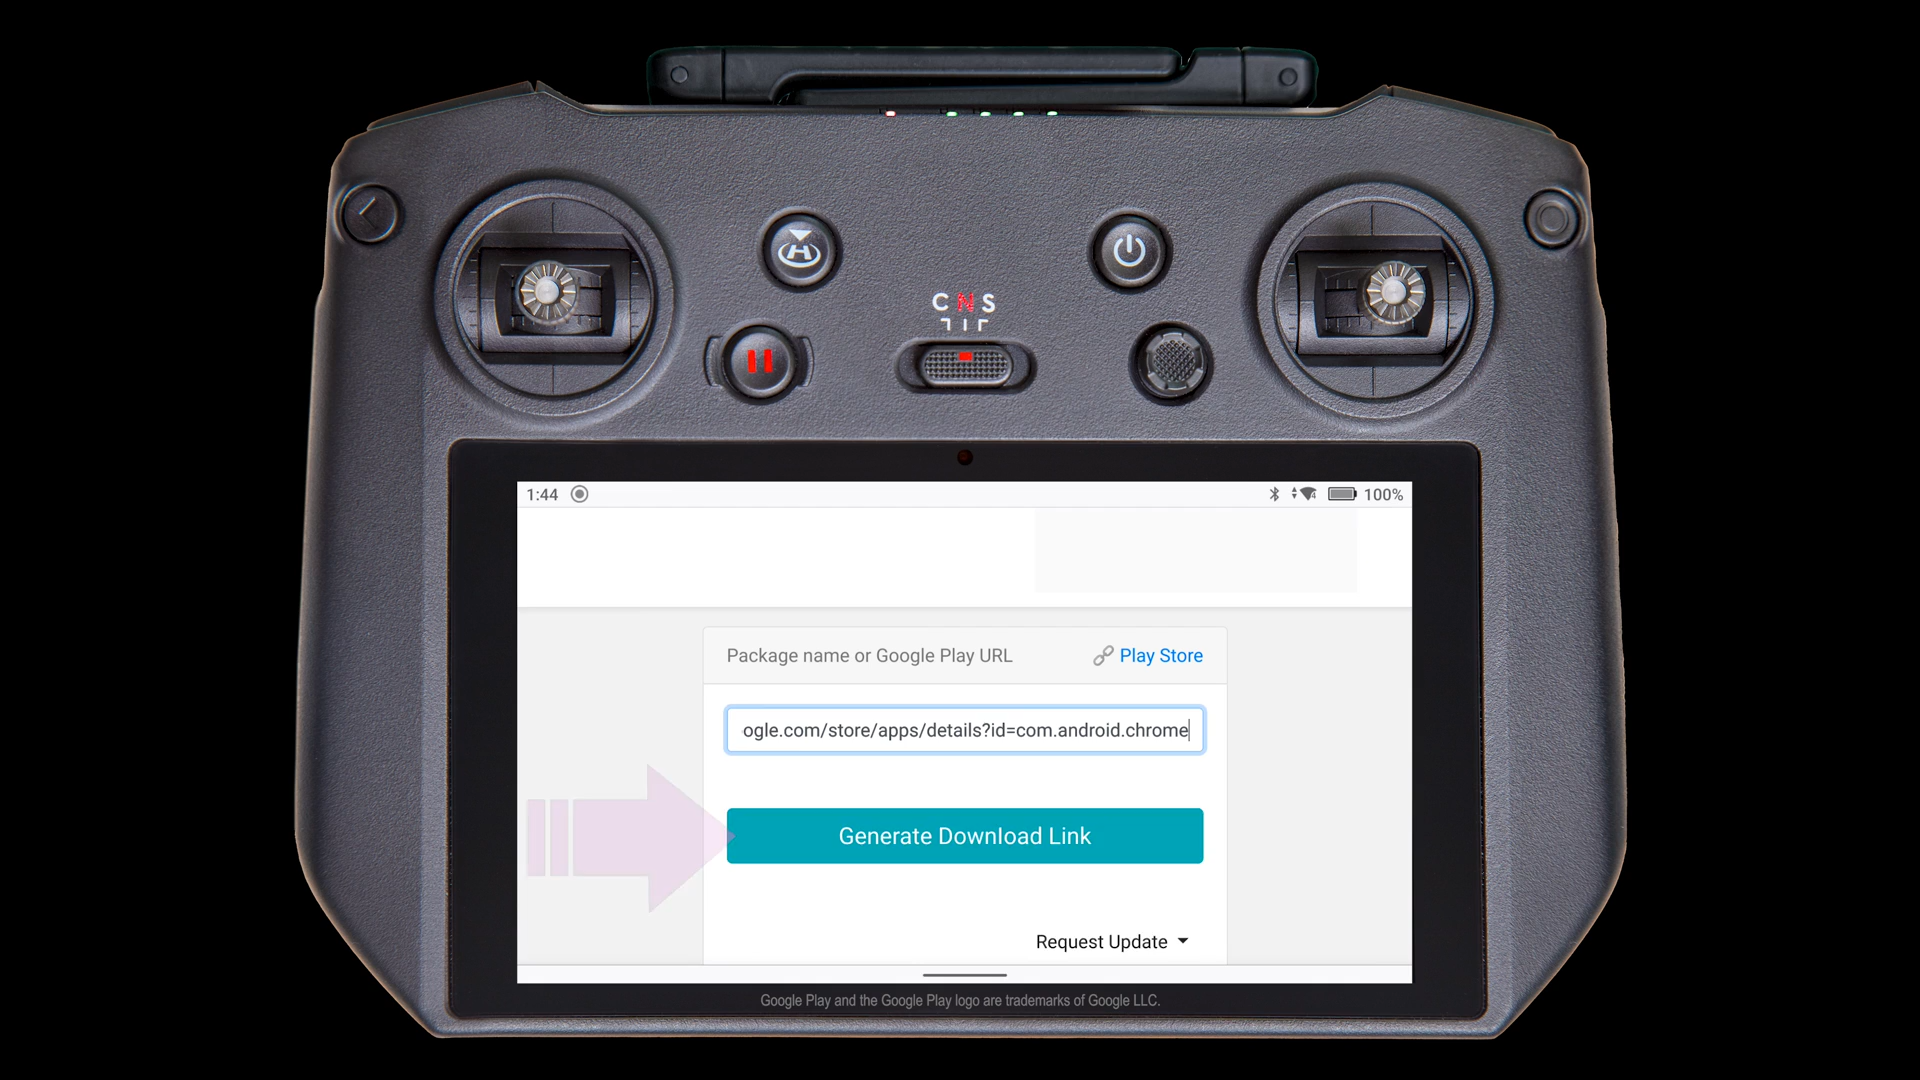 C N S
1:44 100%
Package name or Google Play URL Play Store
ogle.com/store/apps/details?id=com.android.chrome
Generate Download Link
Request Update
Google Play and the Google Play logo are trademarks of Google LLC.